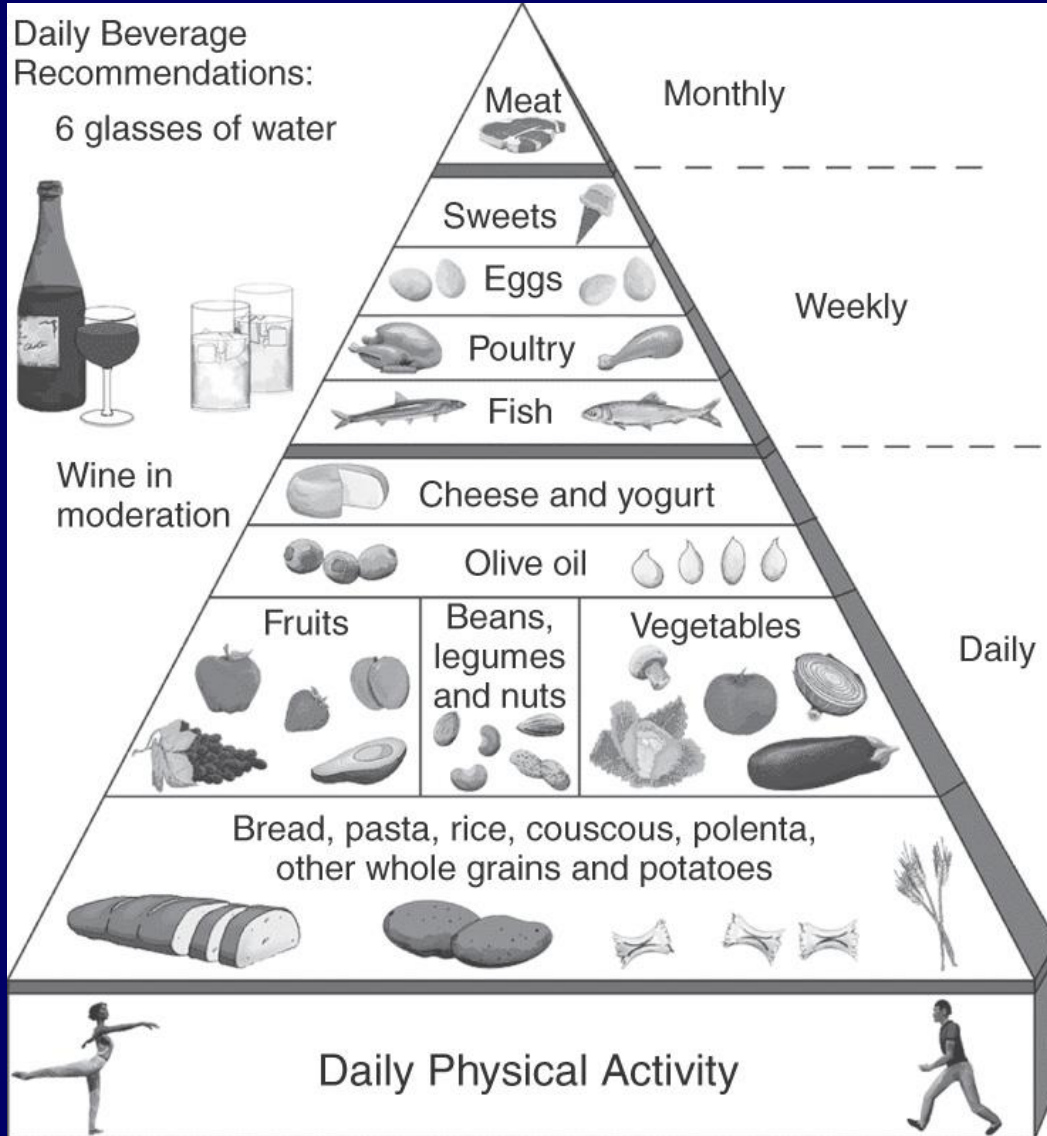 Daily Beverage
Recommendations:
6 glasses of water
Wine in
moderation
Meat
Monthly
Sweets
Eggs
Poultry
Fish
Weekly
Cheese and yogurt
Olive oil
Fruits
Beans,
legumes
and nuts
Vegetables
Daily
Bread, pasta, rice, couscous, polenta,
other whole grains and potatoes
Daily Physical Activity